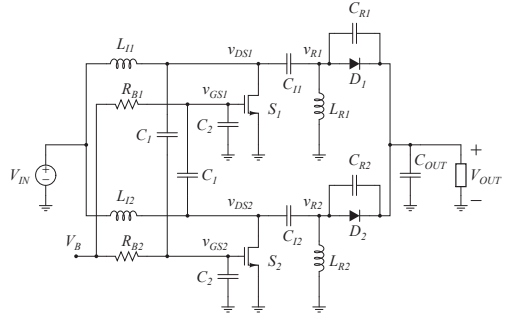 C_{R1}
L_{I1} v_{DS1} v_{R1}
C_{I1} D_1
R_{B1} v_{GS1}
S_1 L_{R1}
C_1 C_2
V_{IN} C_1 C_{R2} C_{OUT} + V_{OUT} −
L_{I2} v_{DS2} v_{R2}
C_{I2} D_2
V_B R_{B2} v_{GS2}
S_2 L_{R2}
C_2